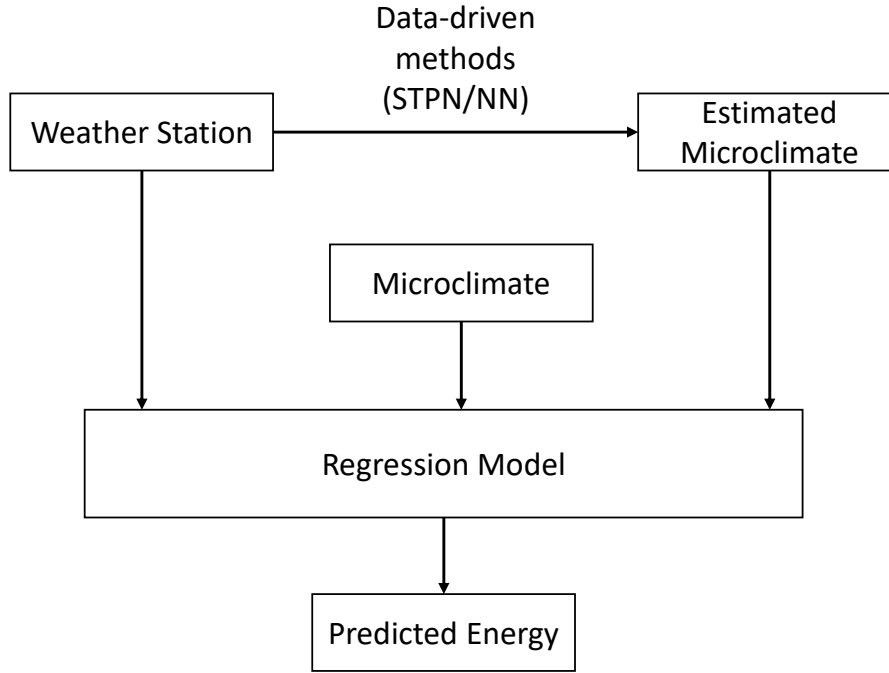 Data-driven
methods
(STPN/NN)
Weather Station
Estimated
Microclimate
Microclimate
Regression Model
Predicted Energy